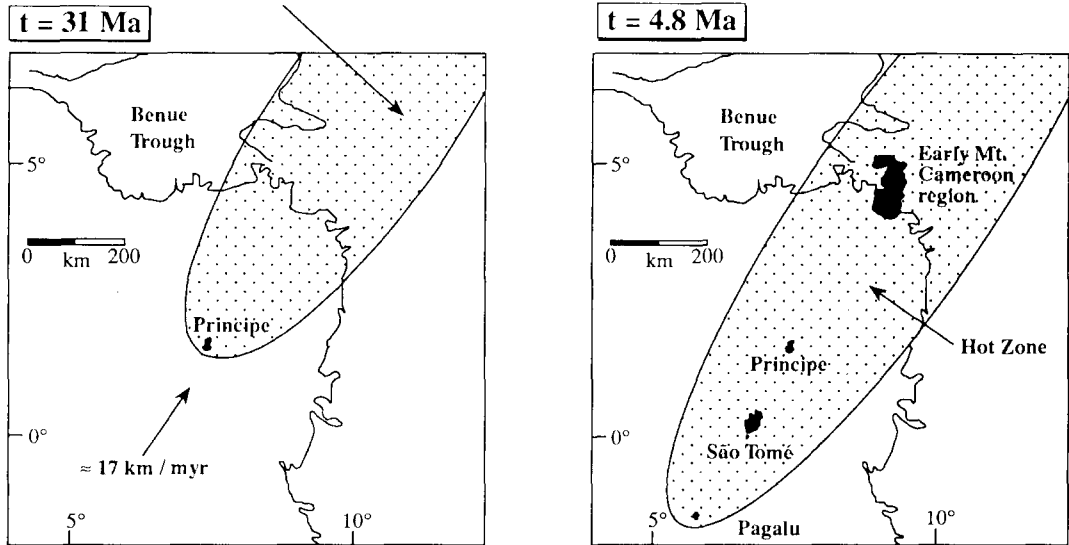 t = 31 Ma
Benue
Trough
5°
0 km 200
Principe
0°
≈ 17 km / myr
5°
10°
t = 4.8 Ma
Benue
Trough
Early Mt.
Cameroon
region
5°
0 km 200
Hot Zone
Principe
0°
São Tomé
5°
Pagalu
10°